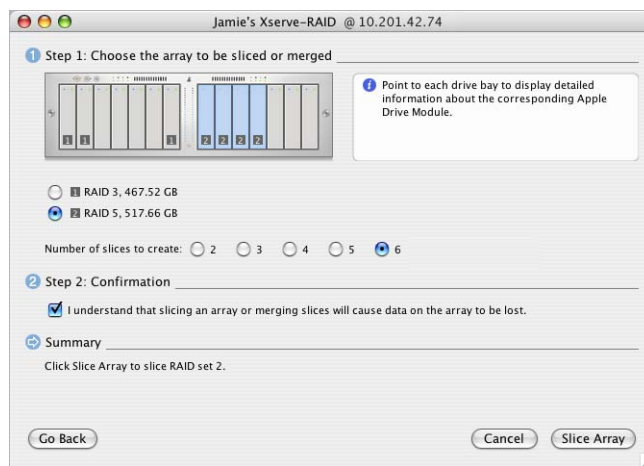 Jamie's Xserve-RAID @ 10.201.42.74
1 Step 1: Choose the array to be sliced or merged
i Point to each drive bay to display detailed
information about the corresponding Apple
Drive Module.
1 1 1 2 2 2 2
1 RAID 3, 467.52 GB
2 RAID 5, 517.66 GB
Number of slices to create: 2 3 4 5 6
2 Step 2: Confirmation
I understand that slicing an array or merging slices will cause data on the array to be lost.
Summary
Click Slice Array to slice RAID set 2.
Go Back Cancel Slice Array